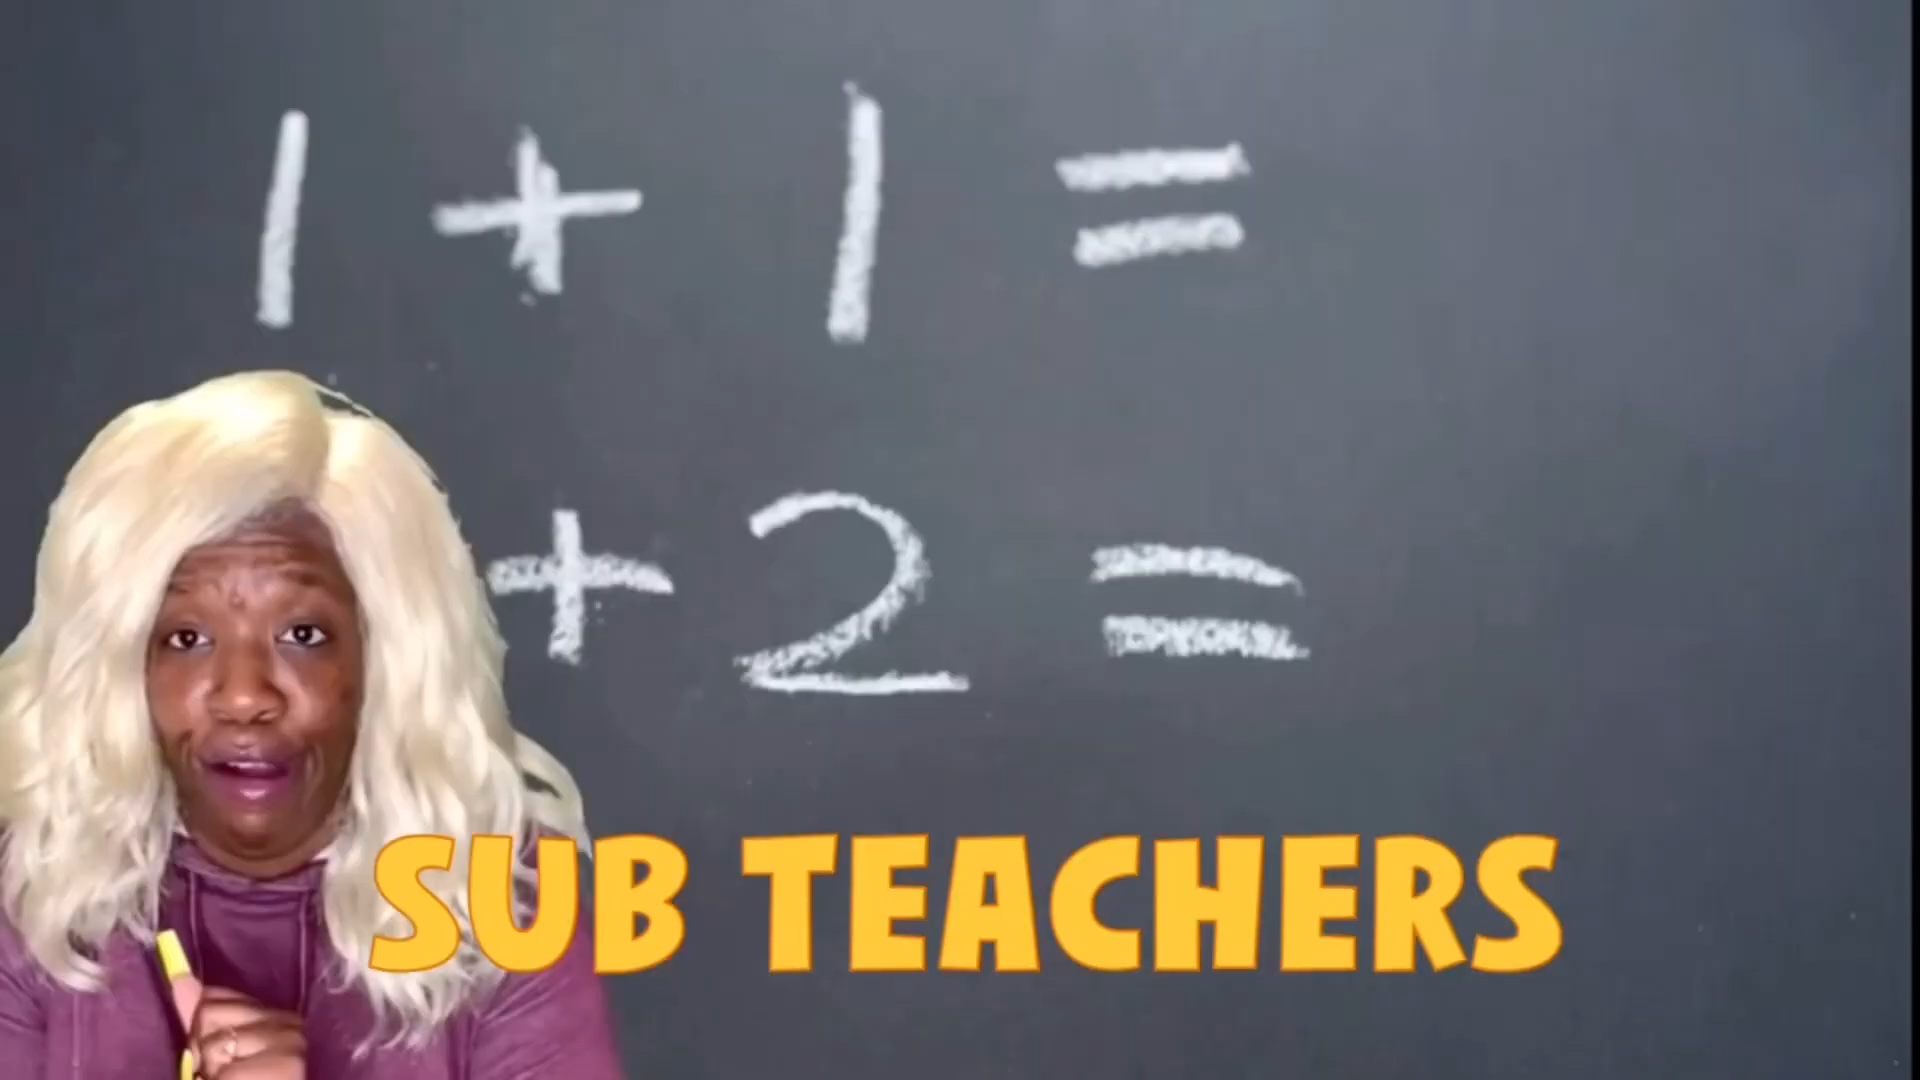 1 + 1 =
+ 2 =
SUB TEACHERS